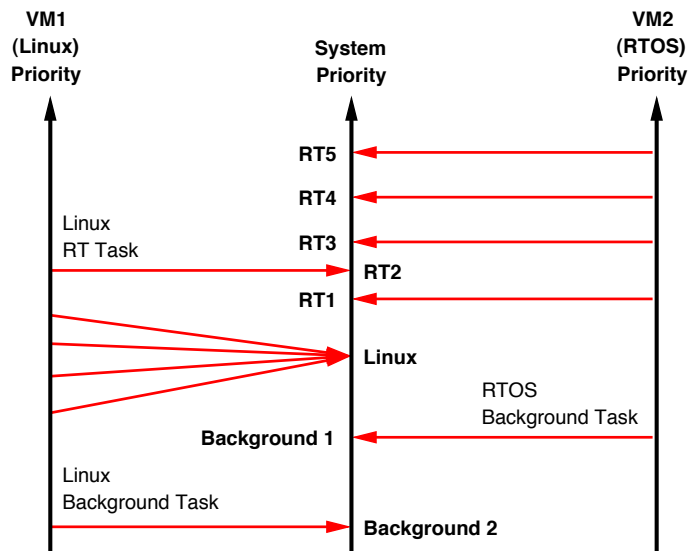 VM1
(Linux)
Priority
System
Priority
VM2
(RTOS)
Priority
RT5
RT4
Linux
RT Task
RT3
RT2
RT1
Linux
RTOS
Background Task
Background 1
Linux
Background Task
Background 2